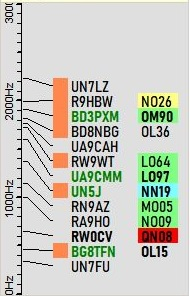 3000
2000Hz
1000Hz
0Hz
UN7LZ
R9HBW NO26
BD3PXM OM90
BD8NBG OL36
UA9CAH
RW9WT LO64
UA9CMM LO97
UN5J NN19
RN9AZ MO05
RA9HO NO09
RW0CV QN08
BG8TFN OL15
UN7FU